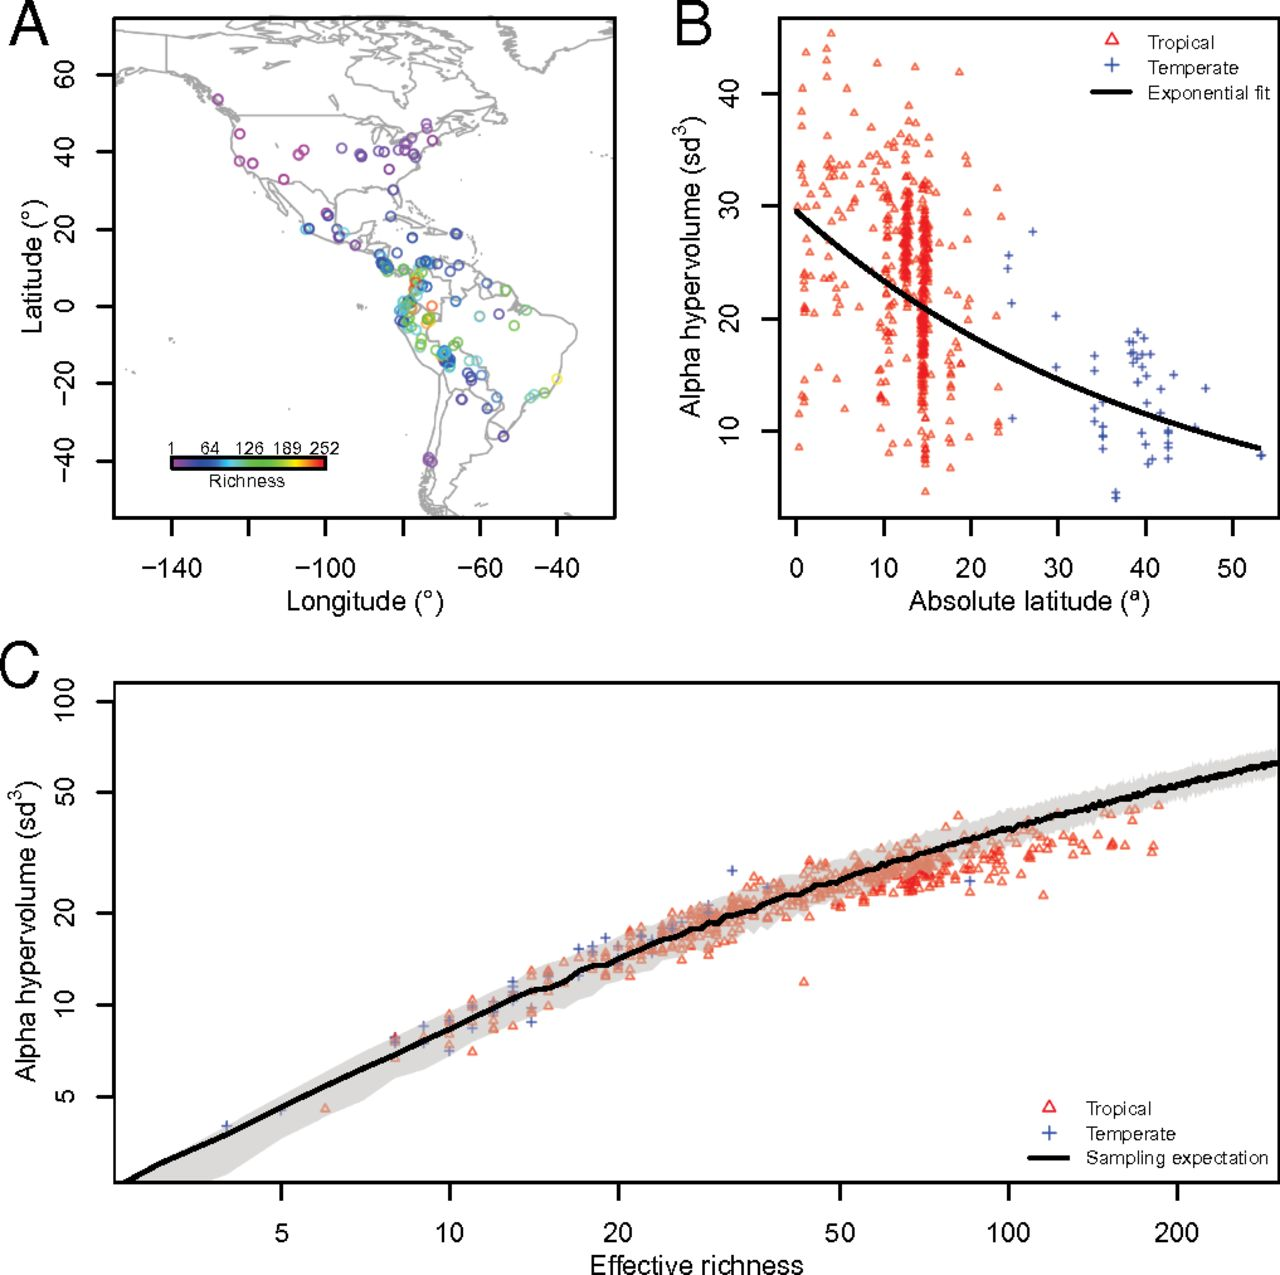 A
60
40
20
0
−20
−40
Latitude (°)
1 64 126 189 252
Richness
−140 −100 −60 −40
Longitude (°)
B
Tropical
Temperate
Exponential fit
40
30
20
10
Alpha hypervolume (sd³)
0 10 20 30 40 50
Absolute latitude (ª)
C
100
50
20
10
5
Alpha hypervolume (sd³)
Tropical
Temperate
Sampling expectation
5 10 20 50 100 200
Effective richness